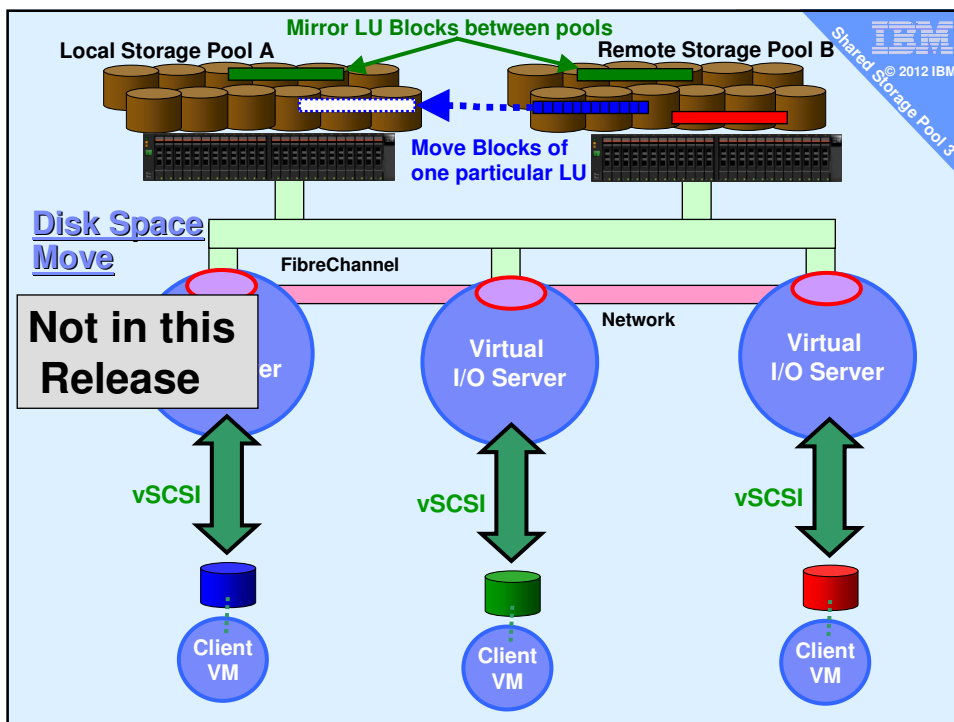 Mirror LU Blocks between pools
Local Storage Pool A
Remote Storage Pool B
IBM
© 2012 IBM
Shared Storage Pool 3
Move Blocks of
one particular LU
Disk Space
Move
FibreChannel
Network
Not in this
Release
er
Virtual
I/O Server
Virtual
I/O Server
vSCSI
vSCSI
vSCSI
Client
VM
Client
VM
Client
VM